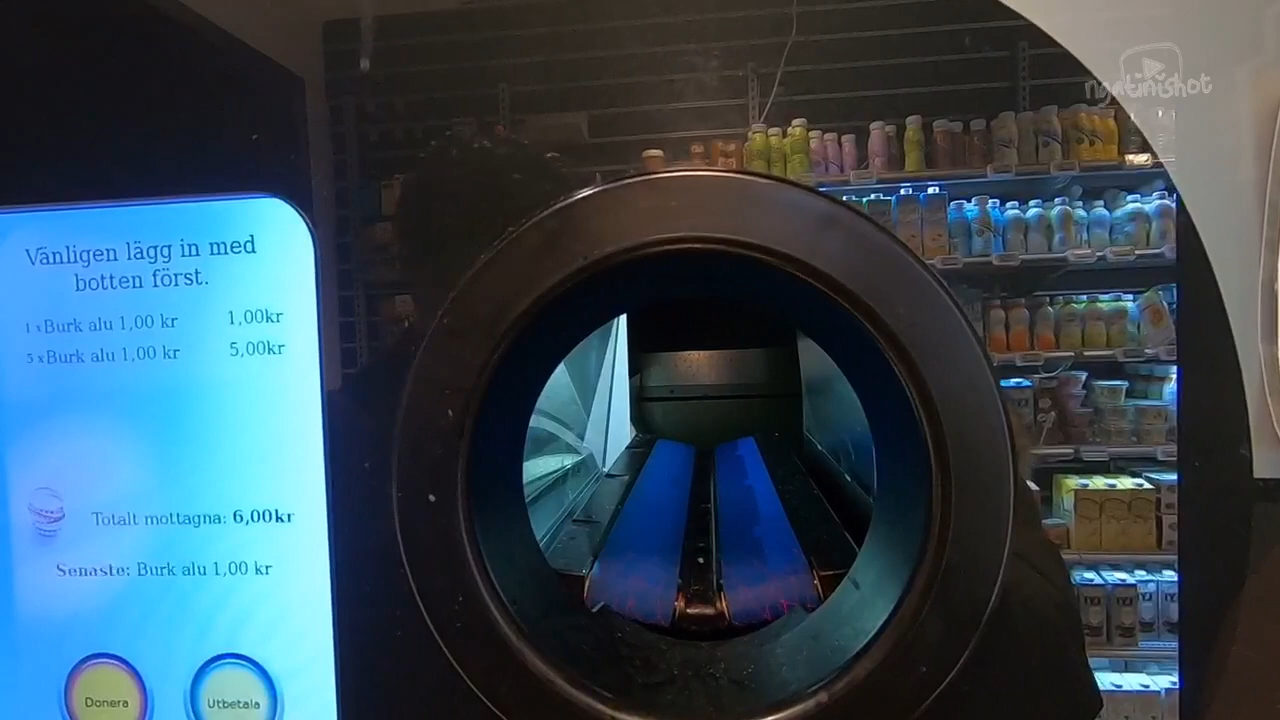 ngatinishot
Vänligen lägg in med
botten först.
1 x Burk alu 1,00 kr 1,00kr
5 x Burk alu 1,00 kr 5,00kr
Totalt mottagna: 6,00kr
Senaste: Burk alu 1,00 kr
Donera
Utbetala